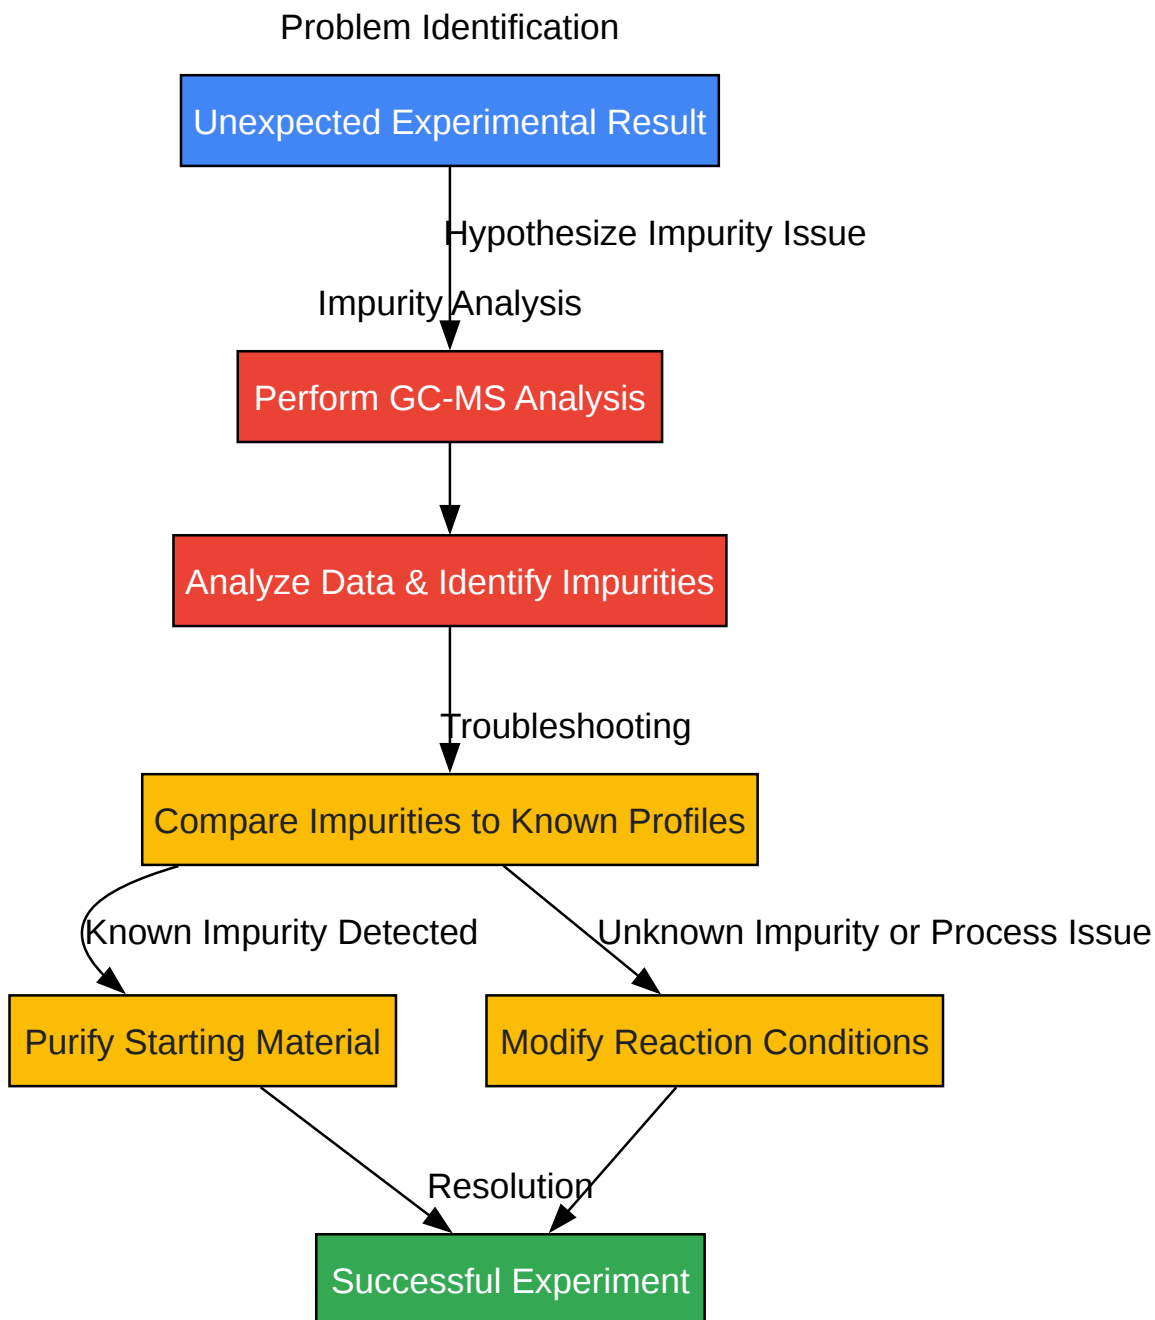 Problem Identification
Unexpected Experimental Result
Hypothesize Impurity Issue
Impurity Analysis
Perform GC-MS Analysis
Analyze Data & Identify Impurities
Troubleshooting
Compare Impurities to Known Profiles
Known Impurity Detected
Unknown Impurity or Process Issue
Purify Starting Material
Modify Reaction Conditions
Resolution
Successful Experiment